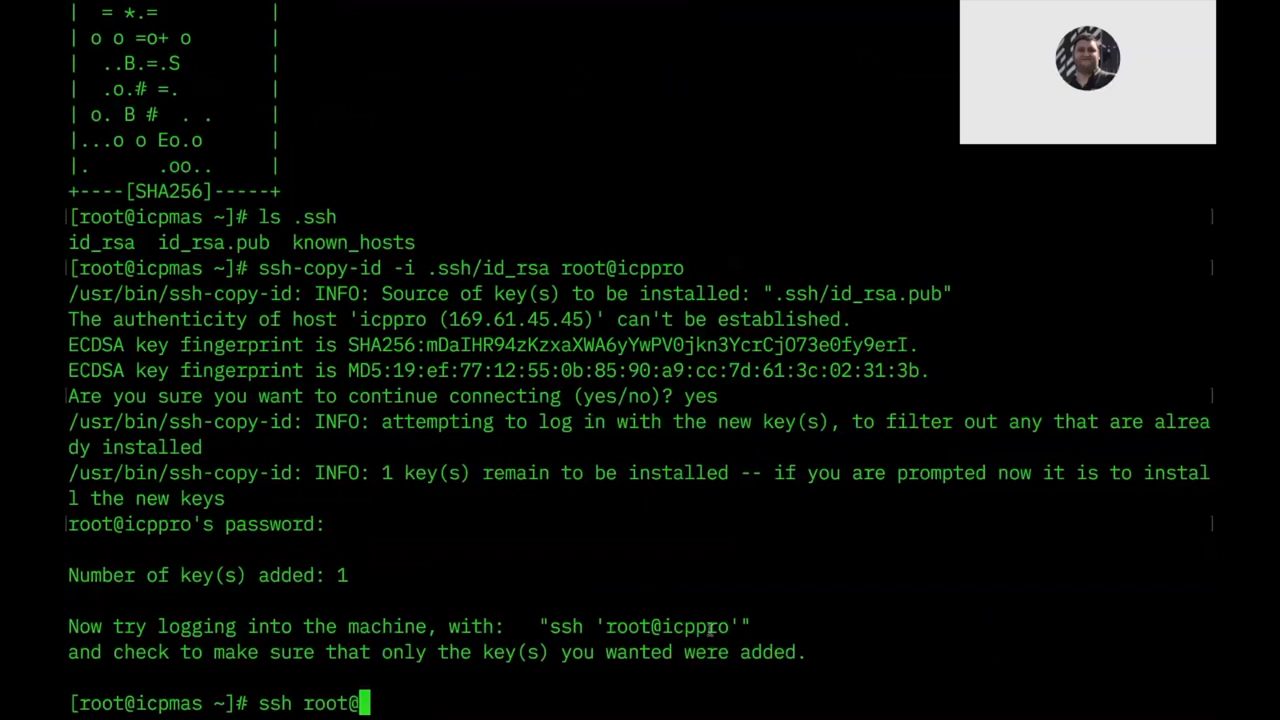 |  = *.=          |
| o o =o+ o       |
|  ..B.=.S        |
|  .o.# =.        |
| o. B #  . .     |
|...o o Eo.o      |
|.      .oo..     |
+----[SHA256]-----+
[root@icpmas ~]# ls .ssh
id_rsa  id_rsa.pub  known_hosts
[root@icpmas ~]# ssh-copy-id -i .ssh/id_rsa root@icppro
/usr/bin/ssh-copy-id: INFO: Source of key(s) to be installed: ".ssh/id_rsa.pub"
The authenticity of host 'icppro (169.61.45.45)' can't be established.
ECDSA key fingerprint is SHA256:mDaIHR94zKzxaXWA6yYwPV0jkn3YcrCjO73e0fy9erI.
ECDSA key fingerprint is MD5:19:ef:77:12:55:0b:85:90:a9:cc:7d:61:3c:02:31:3b.
Are you sure you want to continue connecting (yes/no)? yes
/usr/bin/ssh-copy-id: INFO: attempting to log in with the new key(s), to filter out any that are alrea
dy installed
/usr/bin/ssh-copy-id: INFO: 1 key(s) remain to be installed -- if you are prompted now it is to instal
l the new keys
root@icppro's password:
Number of key(s) added: 1
Now try logging into the machine, with:   "ssh 'root@icppro'"
and check to make sure that only the key(s) you wanted were added.
[root@icpmas ~]# ssh root@